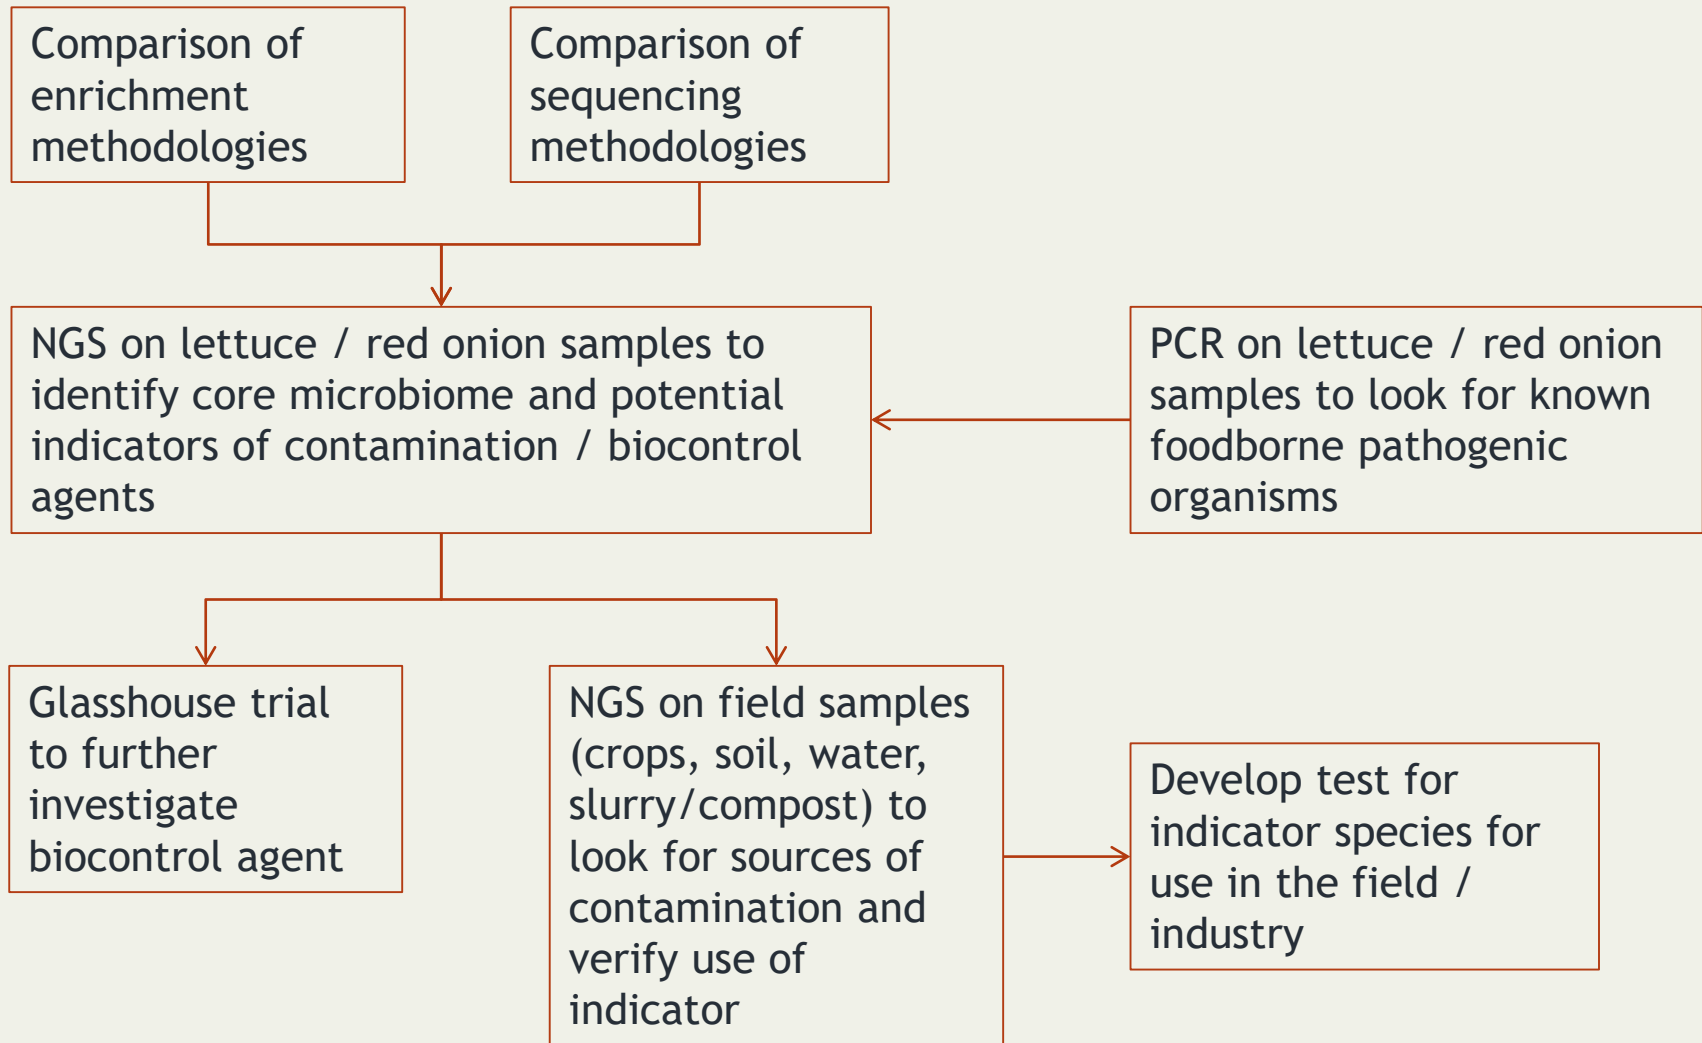 Comparison of
enrichment
methodologies
Comparison of
sequencing
methodologies
NGS on lettuce / red onion samples to
identify core microbiome and potential
indicators of contamination / biocontrol
agents
PCR on lettuce / red onion
samples to look for known
foodborne pathogenic
organisms
Glasshouse trial
to further
investigate
biocontrol agent
NGS on field samples
(crops, soil, water,
slurry/compost) to
look for sources of
contamination and
verify use of
indicator
Develop test for
indicator species for
use in the field /
industry